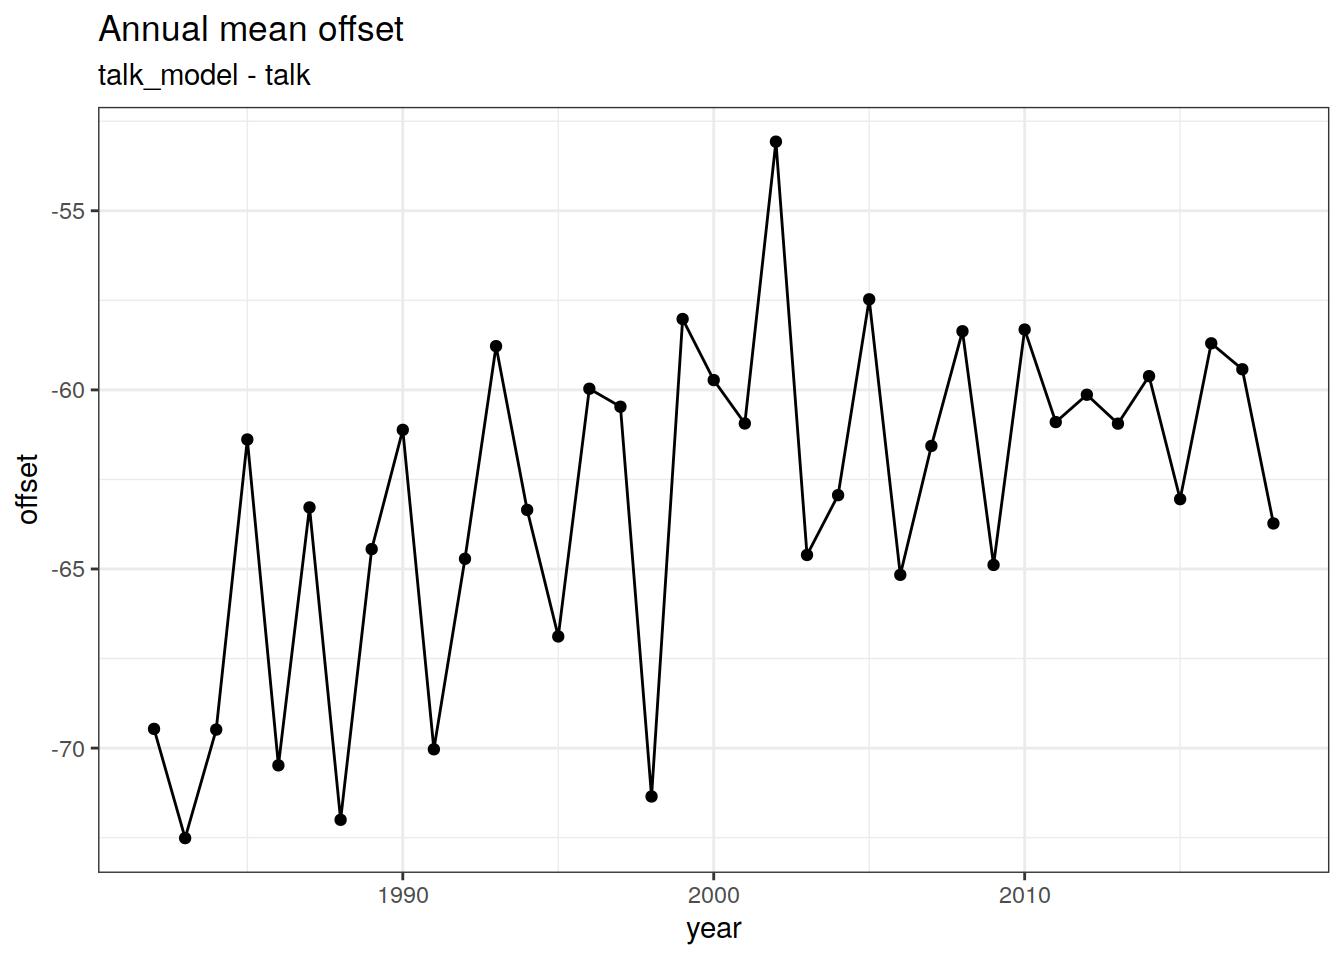 Annual mean offset
talk_model - talk
offset
-55
-60
-65
-70
1990 2000 2010
year